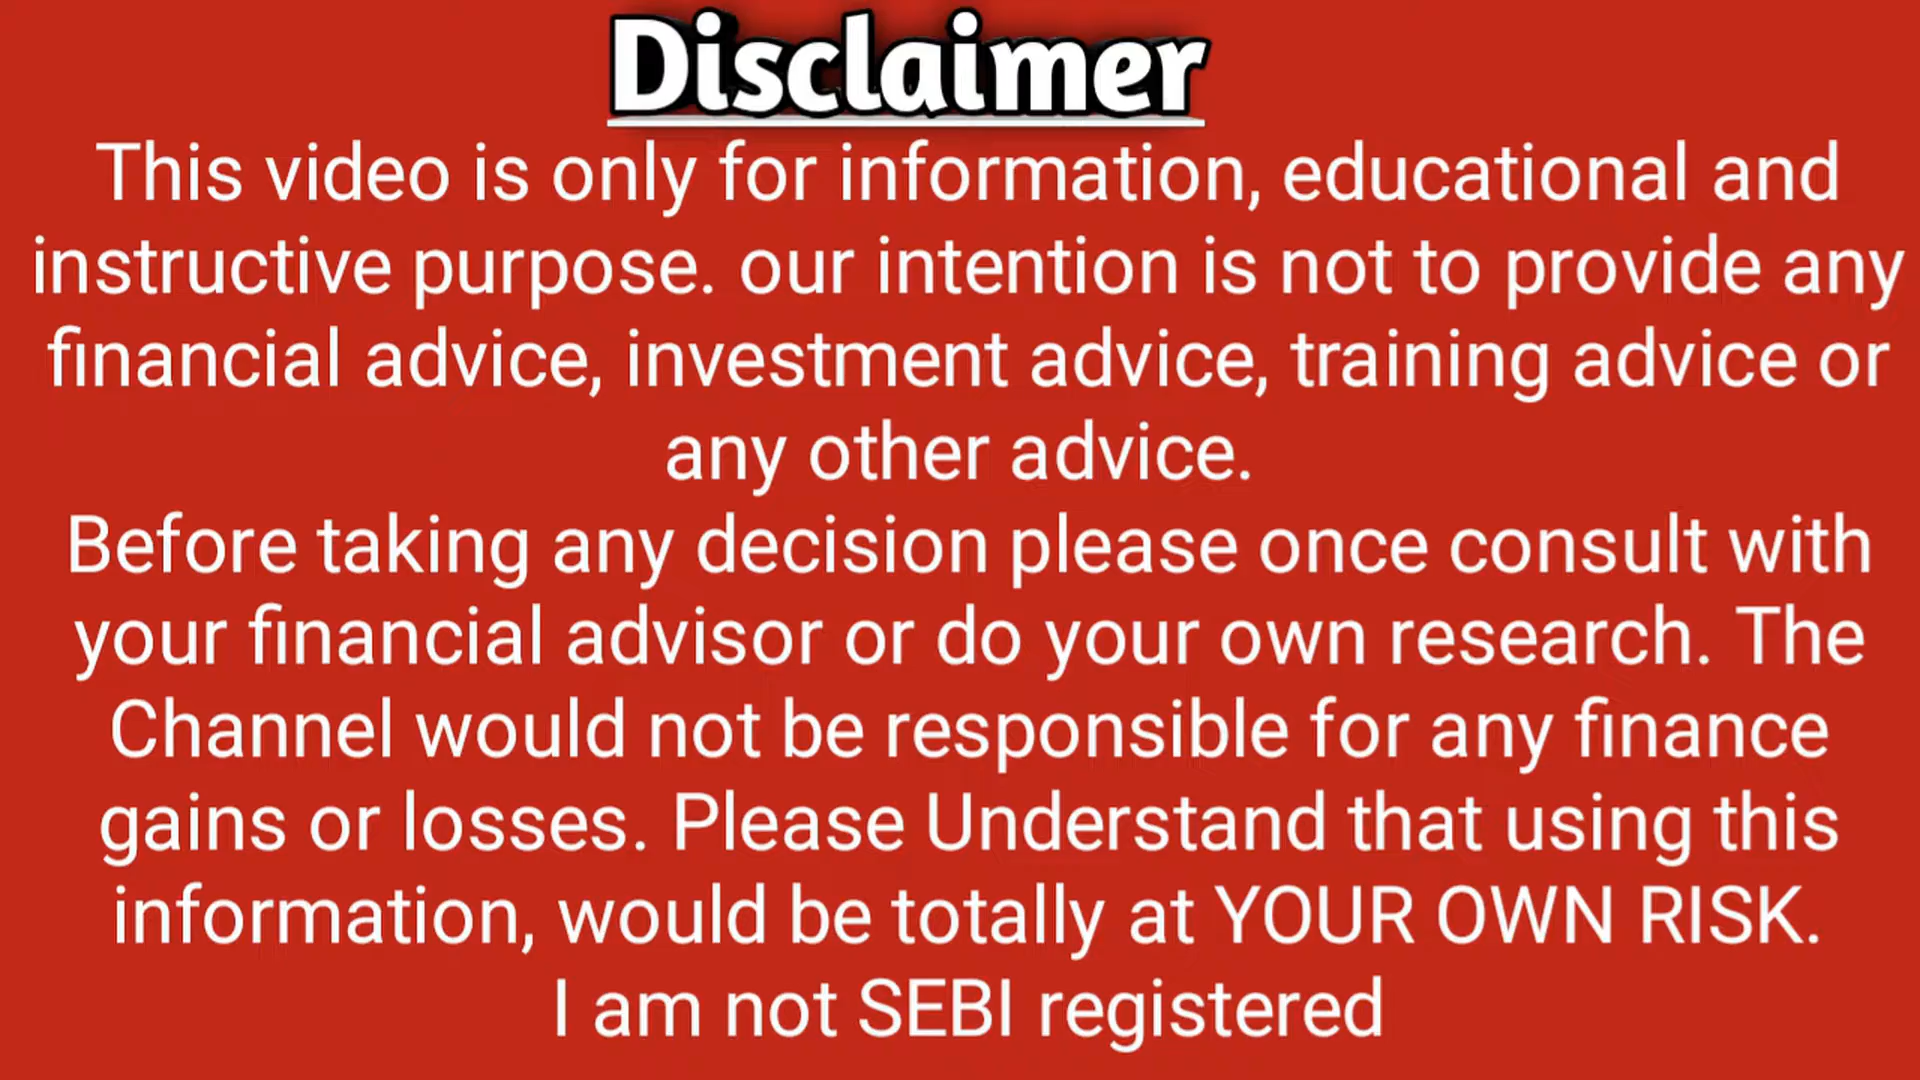 Disclaimer
This video is only for information, educational and
instructive purpose. our intention is not to provide any
financial advice, investment advice, training advice or
any other advice.
Before taking any decision please once consult with
your financial advisor or do your own research. The
Channel would not be responsible for any finance
gains or losses. Please Understand that using this
information, would be totally at YOUR OWN RISK.
I am not SEBI registered